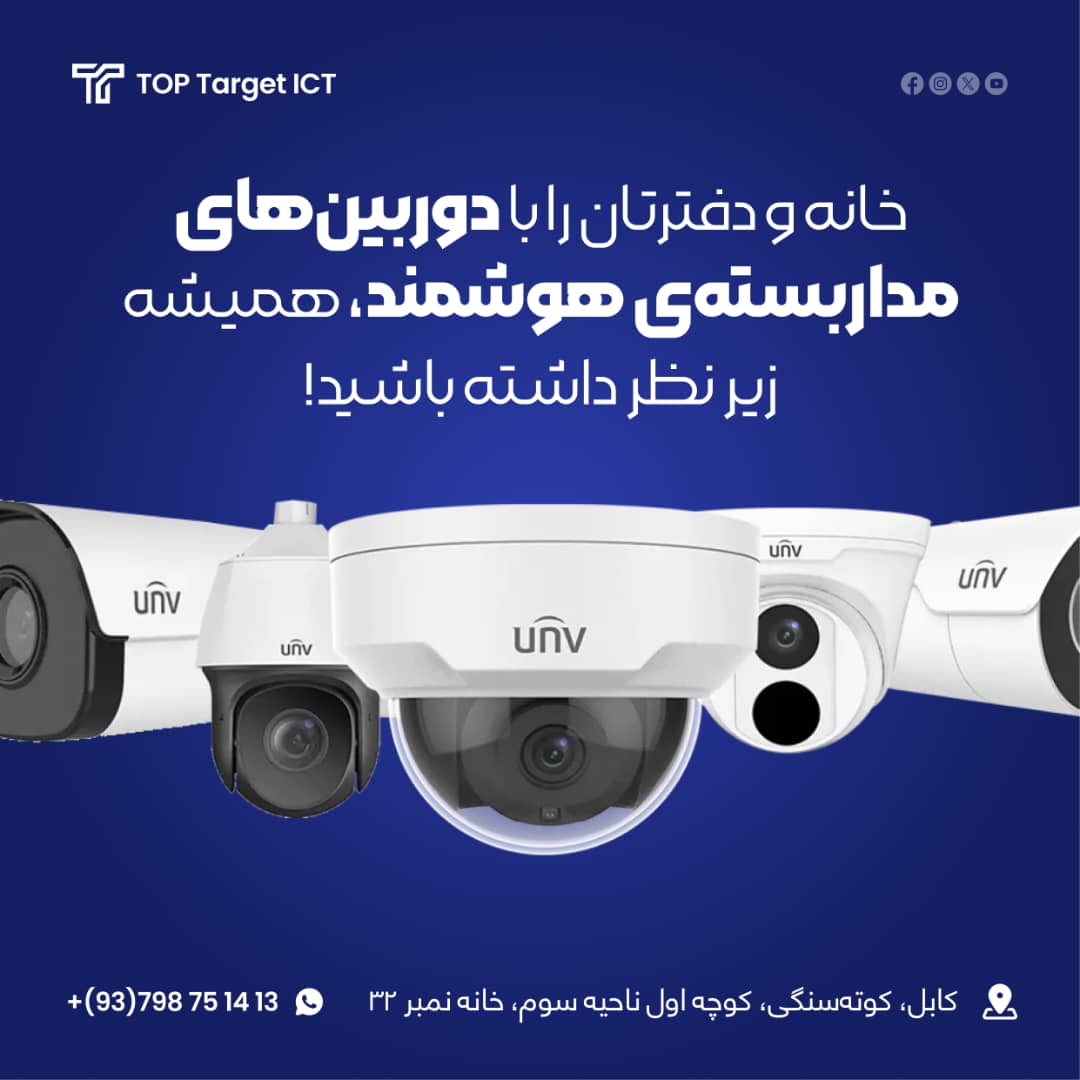 TOP Target ICT
خانه و دفترتان را با دوربین‌های
مداربسته‌ی هوشمند، همیشه
زیر نظر داشته باشید!
unv
unv
unv
unv
unv
کابل، کوته‌سنگی، کوچه اول ناحیه سوم، خانه نمبر ۳۲
+(93)798 75 14 13